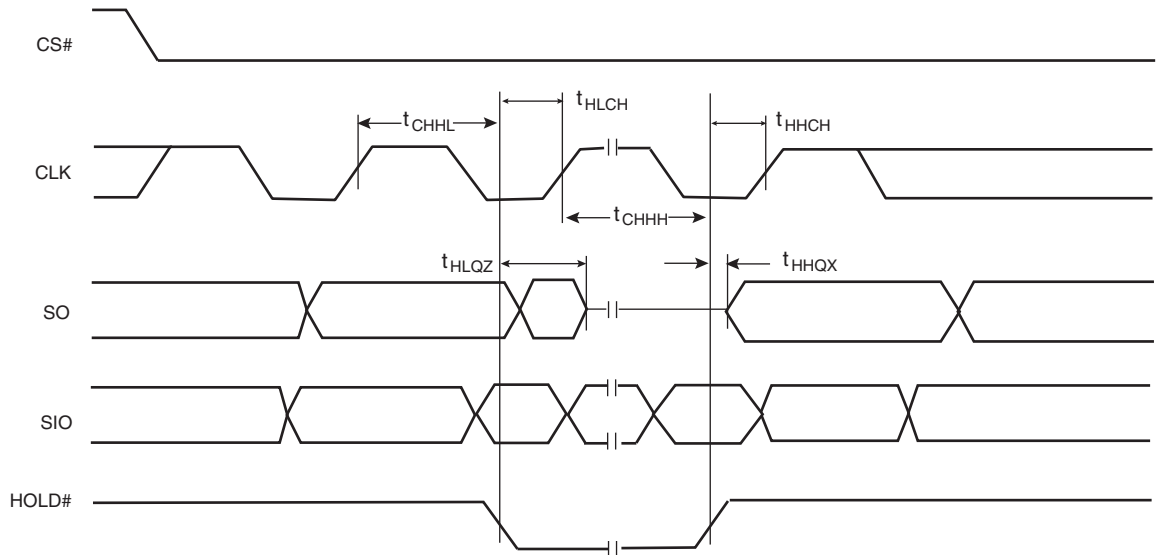 CS#
tHLCH
tCHHL
tHHCH
CLK
tCHHH
tHLQZ
tHHQX
SO
SIO
HOLD#